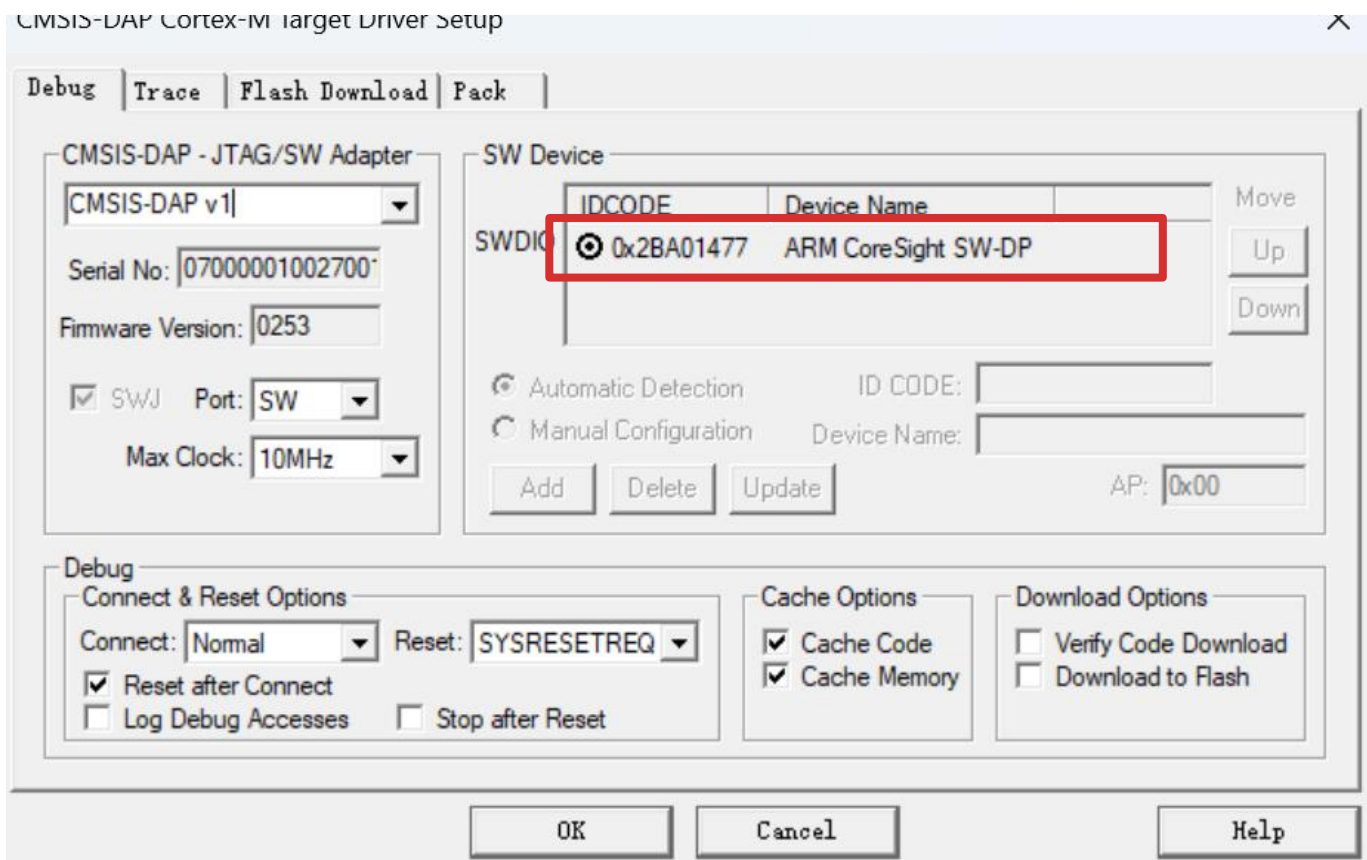 CMSIS-DAP Cortex-M Target Driver Setup
Debug Trace Flash Download Pack
CMSIS-DAP - JTAG/SW Adapter
CMSIS-DAP v1
Serial No: 07000001002700
Firmware Version: 0253
SWJ Port: SW
Max Clock: 10MHz
SW Device
IDCODE Device Name
SWDIO 0x2BA01477 ARM CoreSight SW-DP
Move
Up
Down
Automatic Detection ID CODE:
Manual Configuration Device Name:
Add Delete Update AP: 0x00
Debug
Connect & Reset Options
Connect: Normal Reset: SYSRESETREQ
Reset after Connect
Log Debug Accesses Stop after Reset
Cache Options
Cache Code
Cache Memory
Download Options
Verify Code Download
Download to Flash
OK Cancel Help